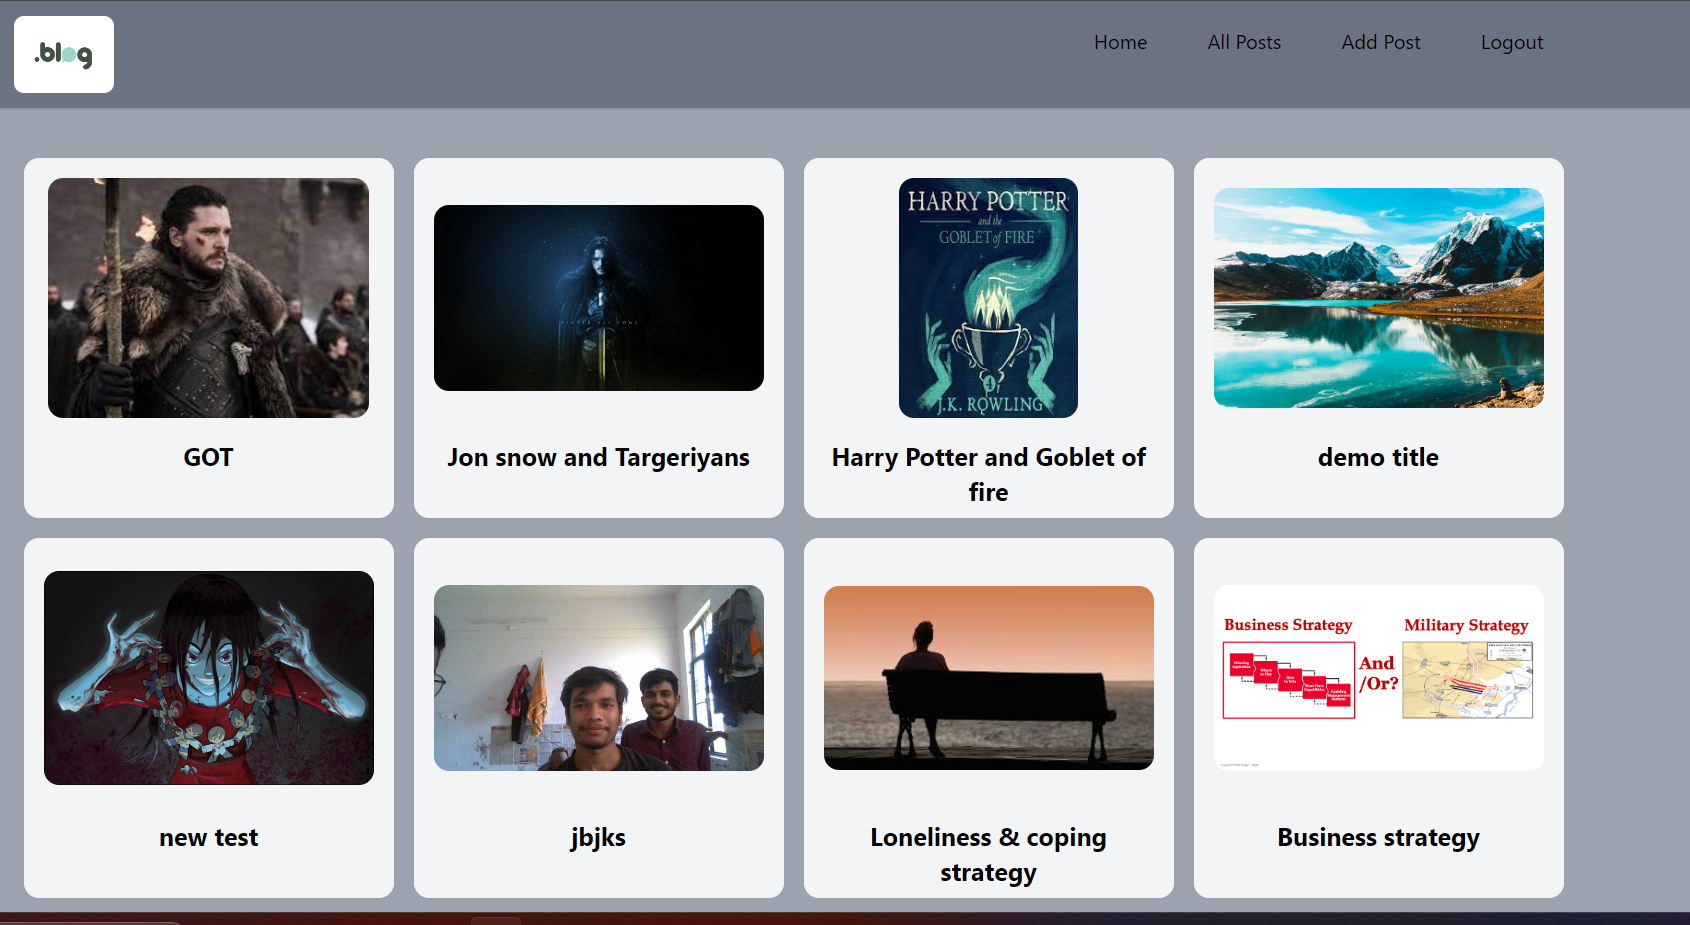 .blog
Home
All Posts
Add Post
Logout
HARRY POTTER
and the
GOBLET of FIRE
J.K. ROWLING
GOT
Jon snow and Targeriyans
Harry Potter and Goblet of
fire
demo title
Business Strategy
Military Strategy
And
/Or?
new test
jbjks
Loneliness & coping
strategy
Business strategy